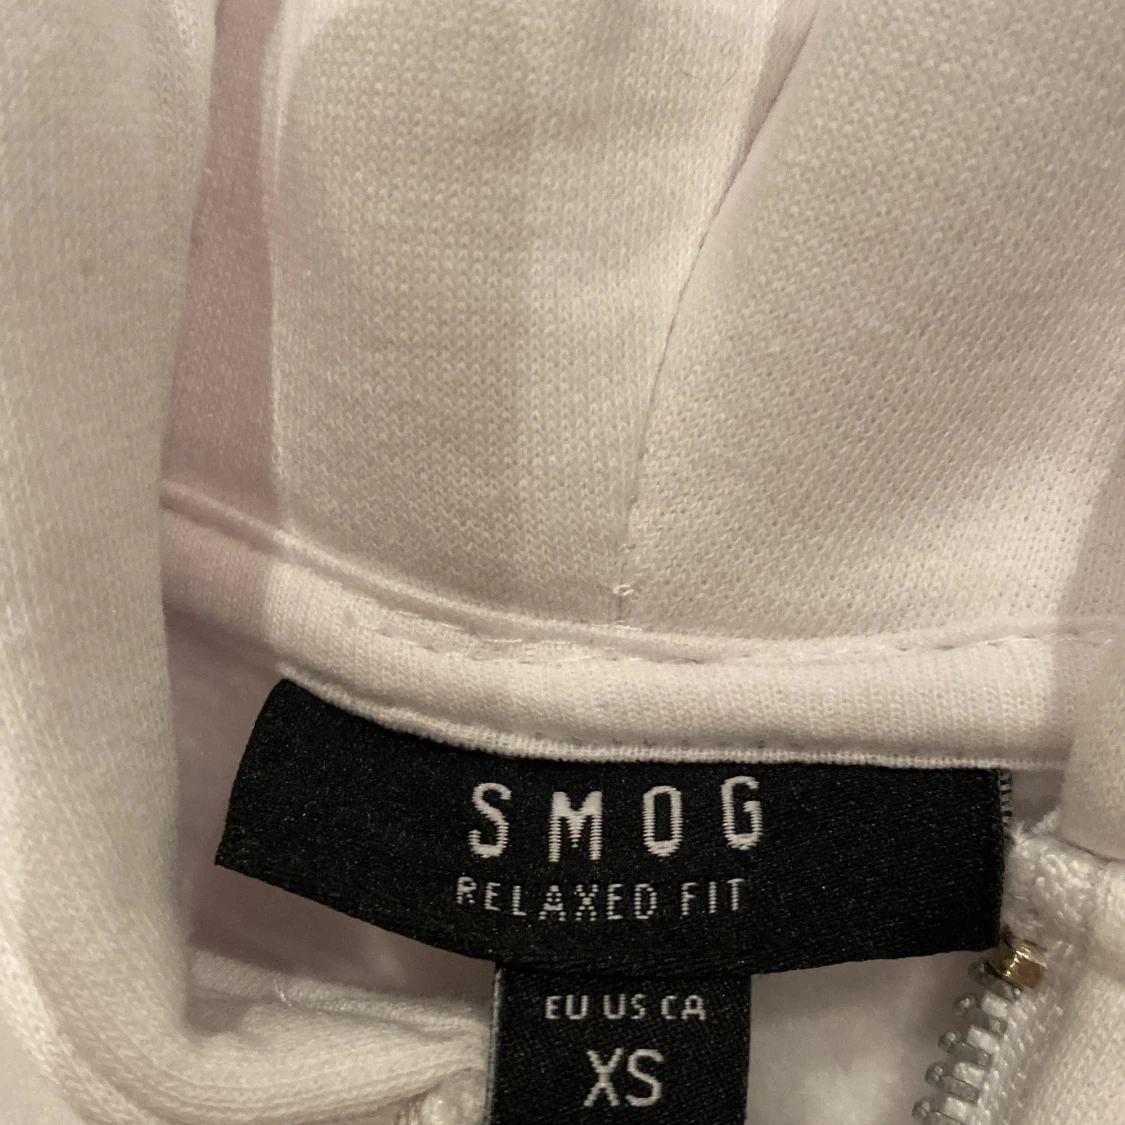 SMOG
RELAXED FIT
EU US CA
XS